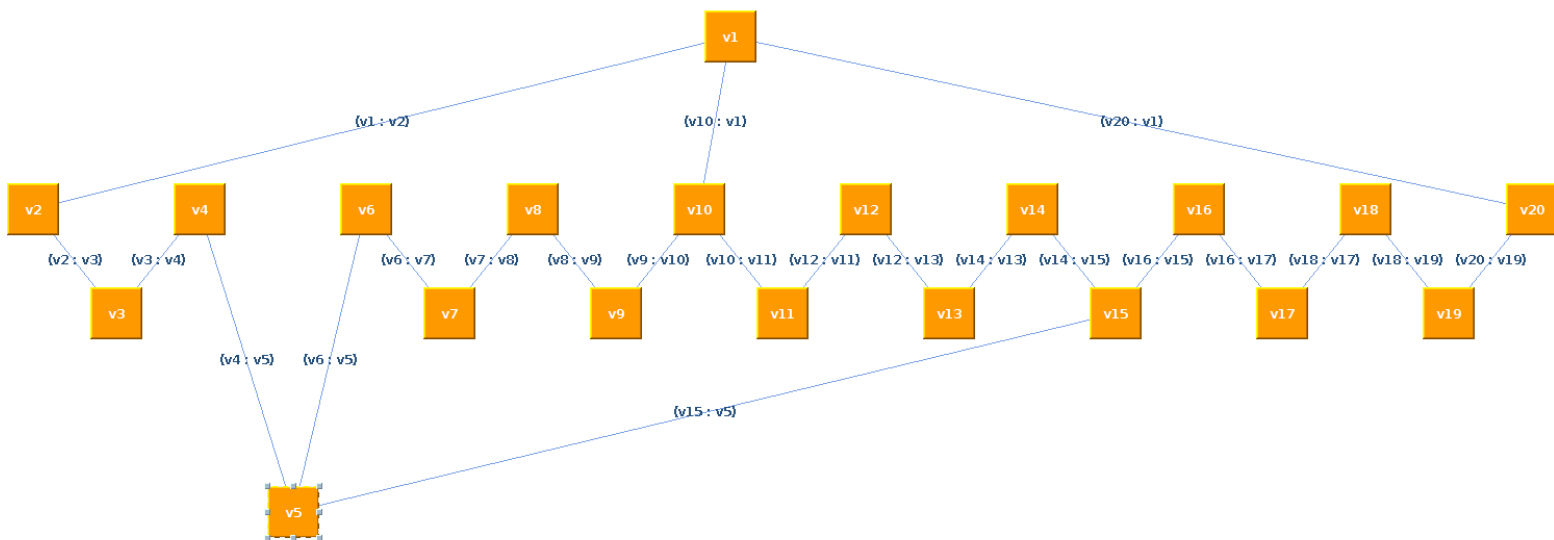 v1
(v1 : v2)
(v10 : v1)
(v20 : v1)
v2
v4
v6
v8
v10
v12
v14
v16
v18
v20
(v2 : v3)
(v3 : v4)
(v6 : v7)
(v7 : v8)
(v8 : v9)
(v9 : v10)
(v10 : v11)
(v12 : v11)
(v12 : v13)
(v14 : v13)
(v14 : v15)
(v16 : v15)
(v16 : v17)
(v18 : v17)
(v18 : v19)
(v20 : v19)
v3
v7
v9
v11
v13
v15
v17
v19
(v4 : v5)
(v6 : v5)
(v15 : v5)
v5